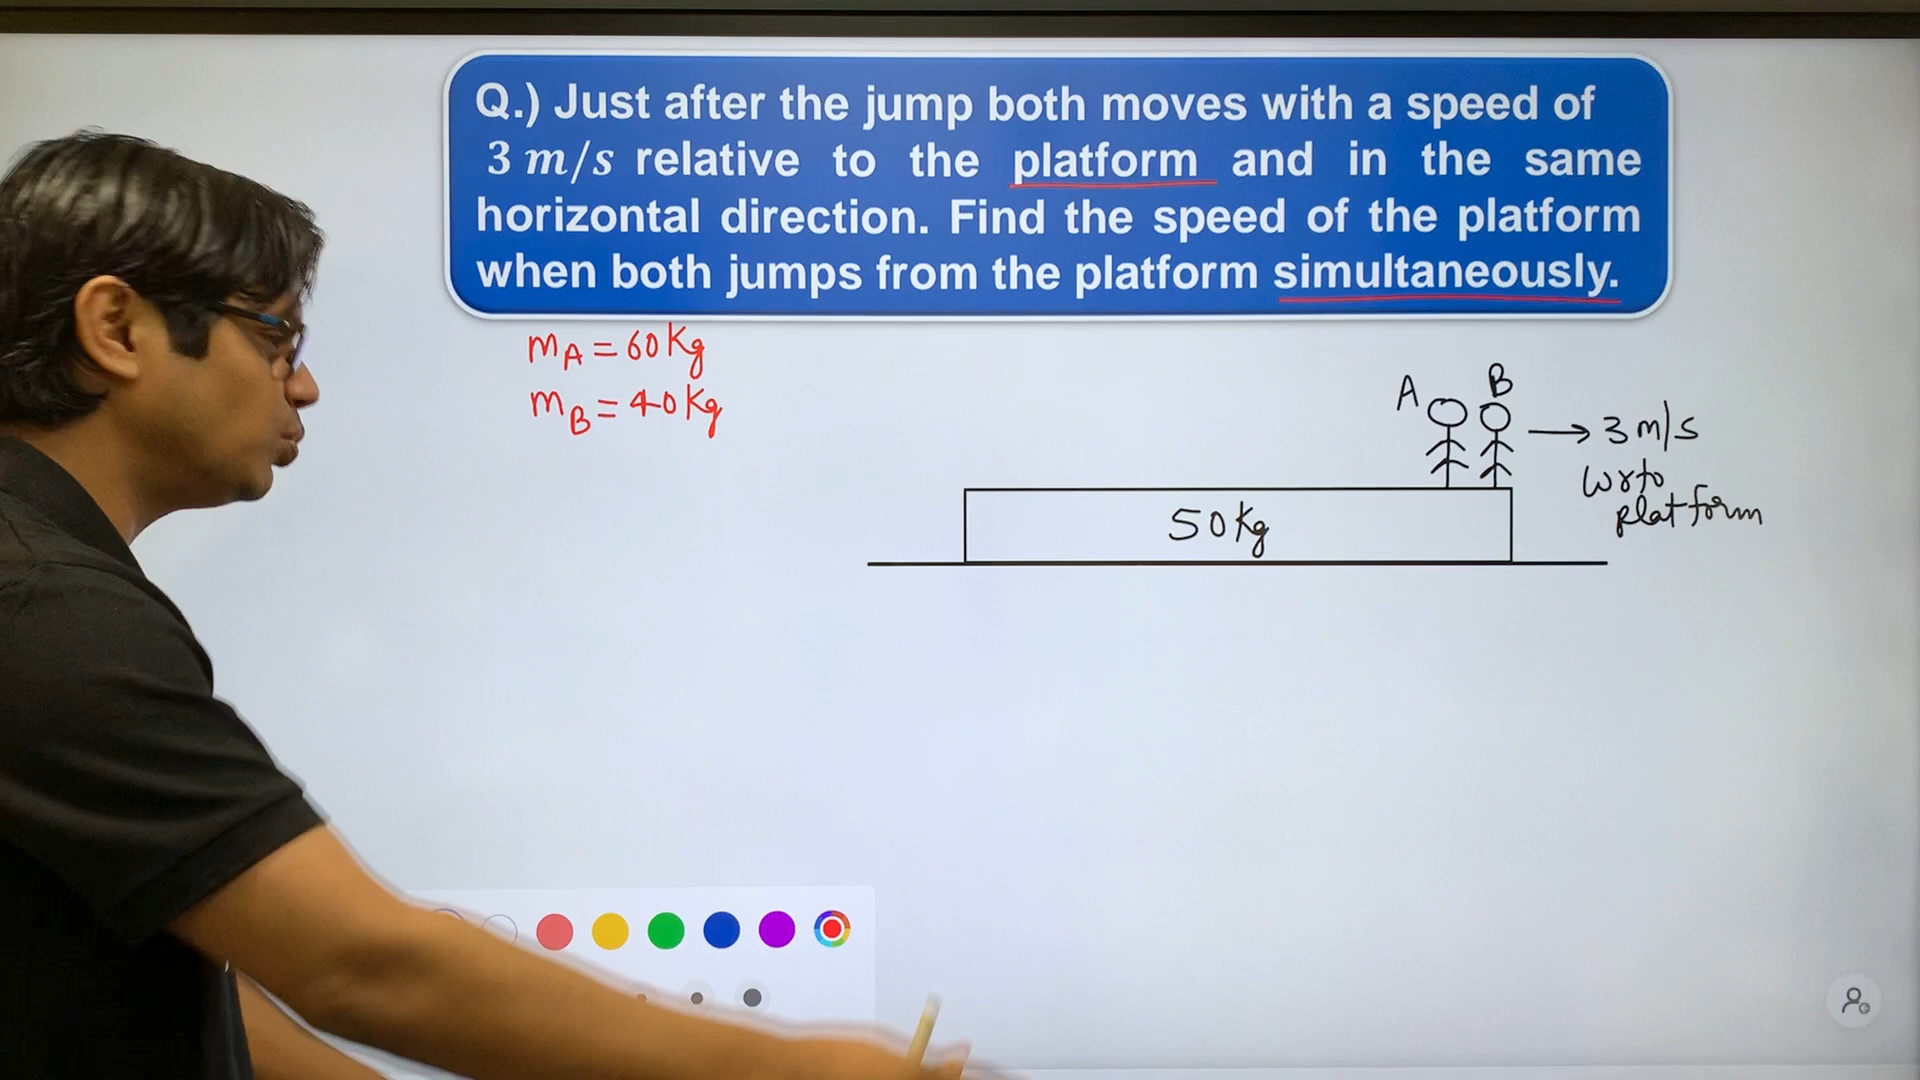 Q.) Just after the jump both moves with a speed of
3 m/s relative to the platform and in the same
horizontal direction. Find the speed of the platform
when both jumps from the platform simultaneously.
mA = 60 Kg
mB = 40 Kg
A B
→ 3 m/s
wrto
platform
50 Kg